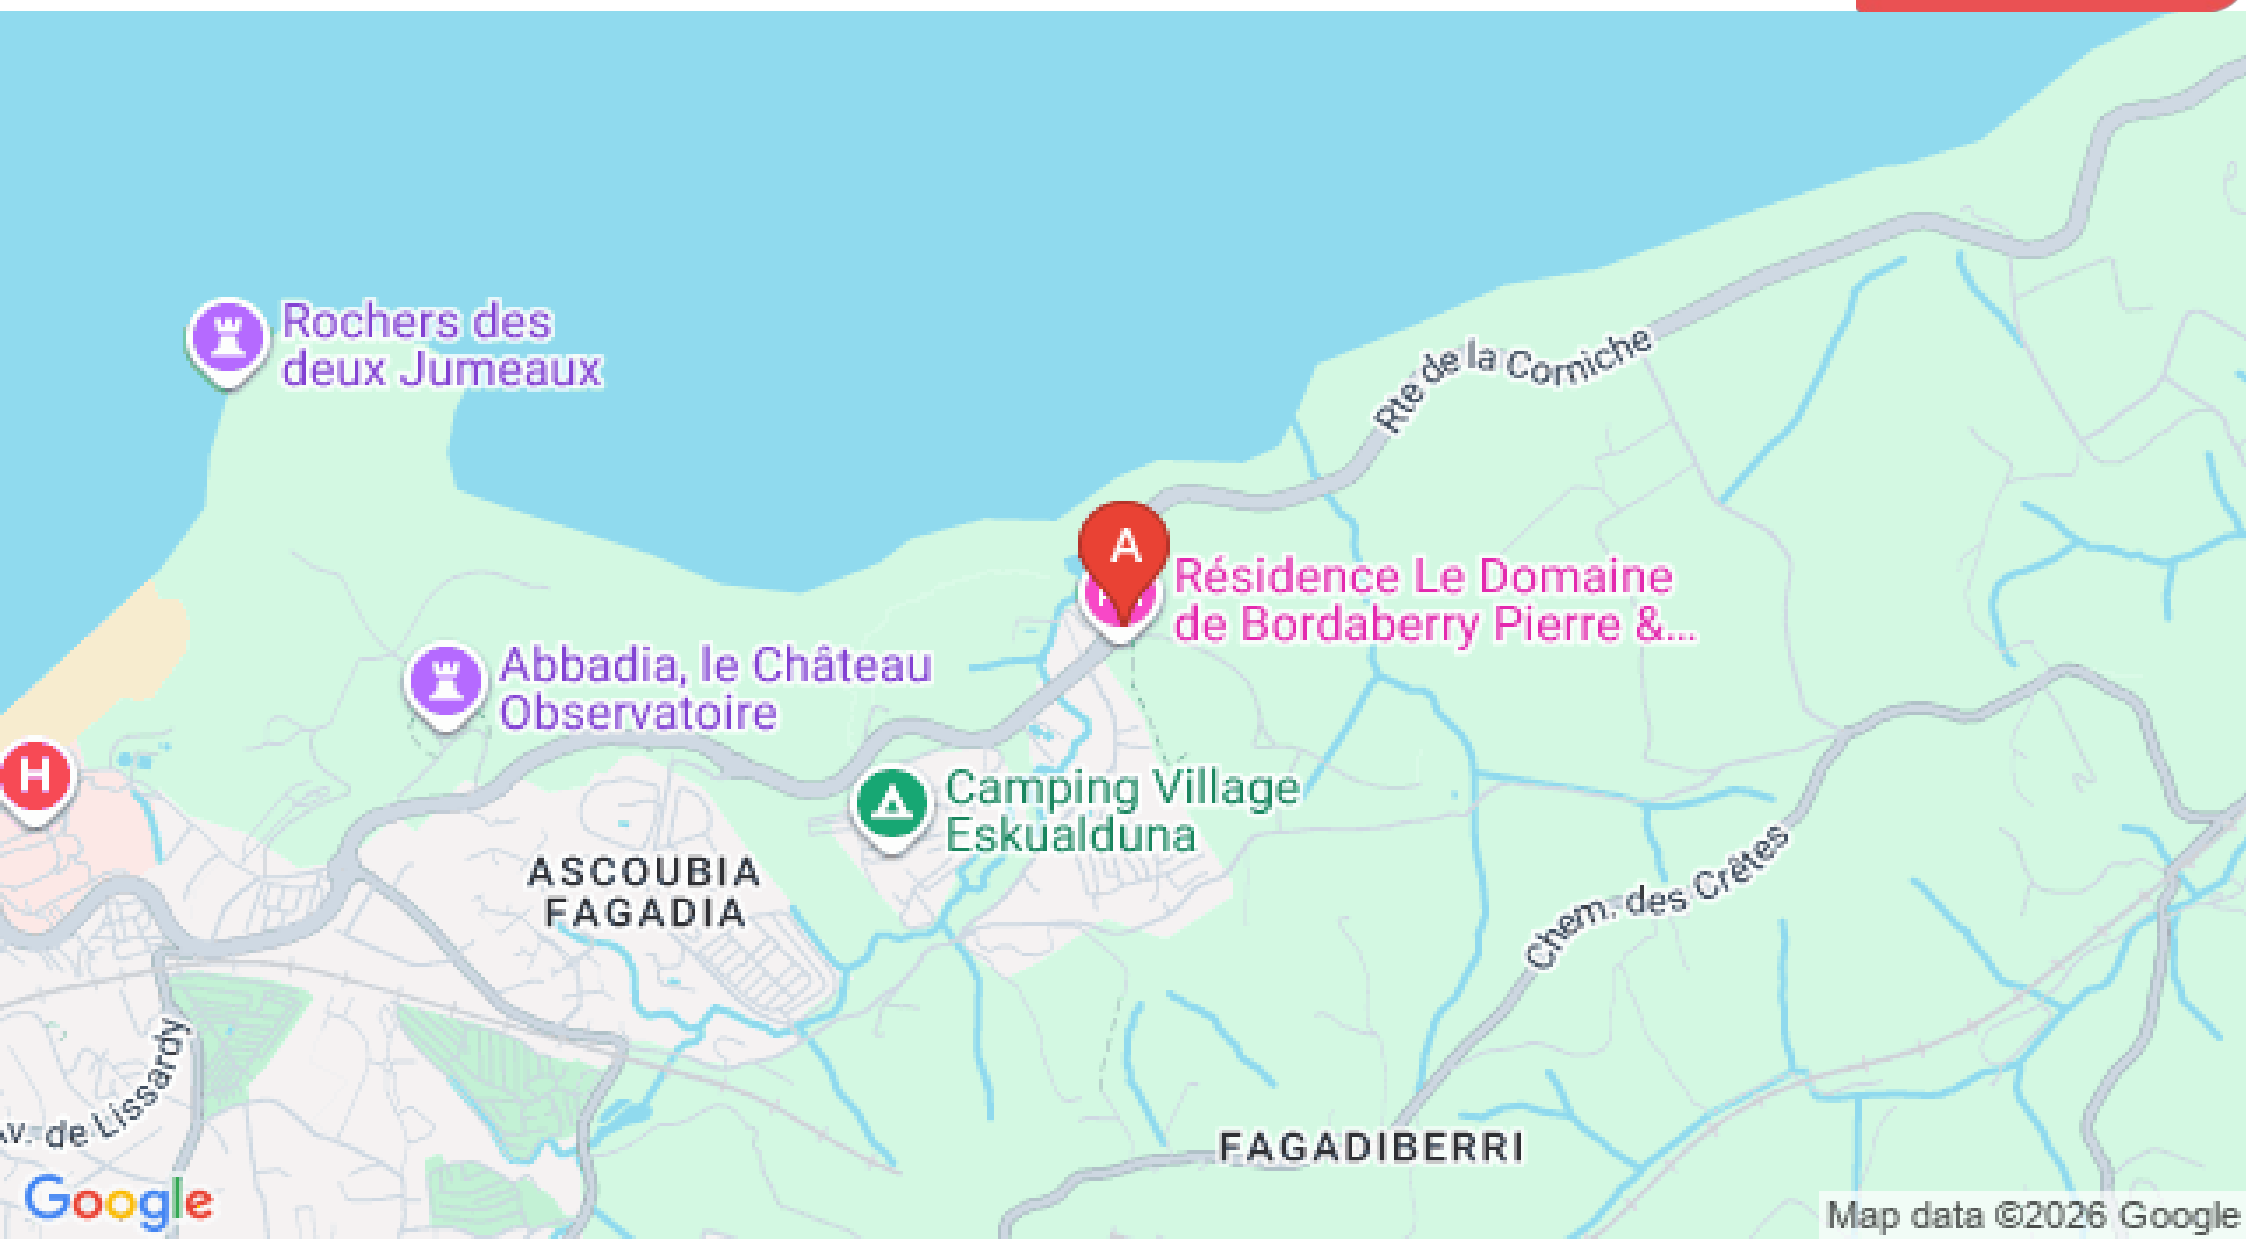 Rochers des
deux Jumeaux
Rte de la Corniche
A
Résidence Le Domaine
de Bordaberry Pierre &...
Abbadia, le Château
Observatoire
H
Camping Village
Eskualduna
ASCOUBIA
FAGADIA
Chem. des Crêtes
Av. de Lissardy
FAGADIBERRI
Google
Map data ©2026 Google